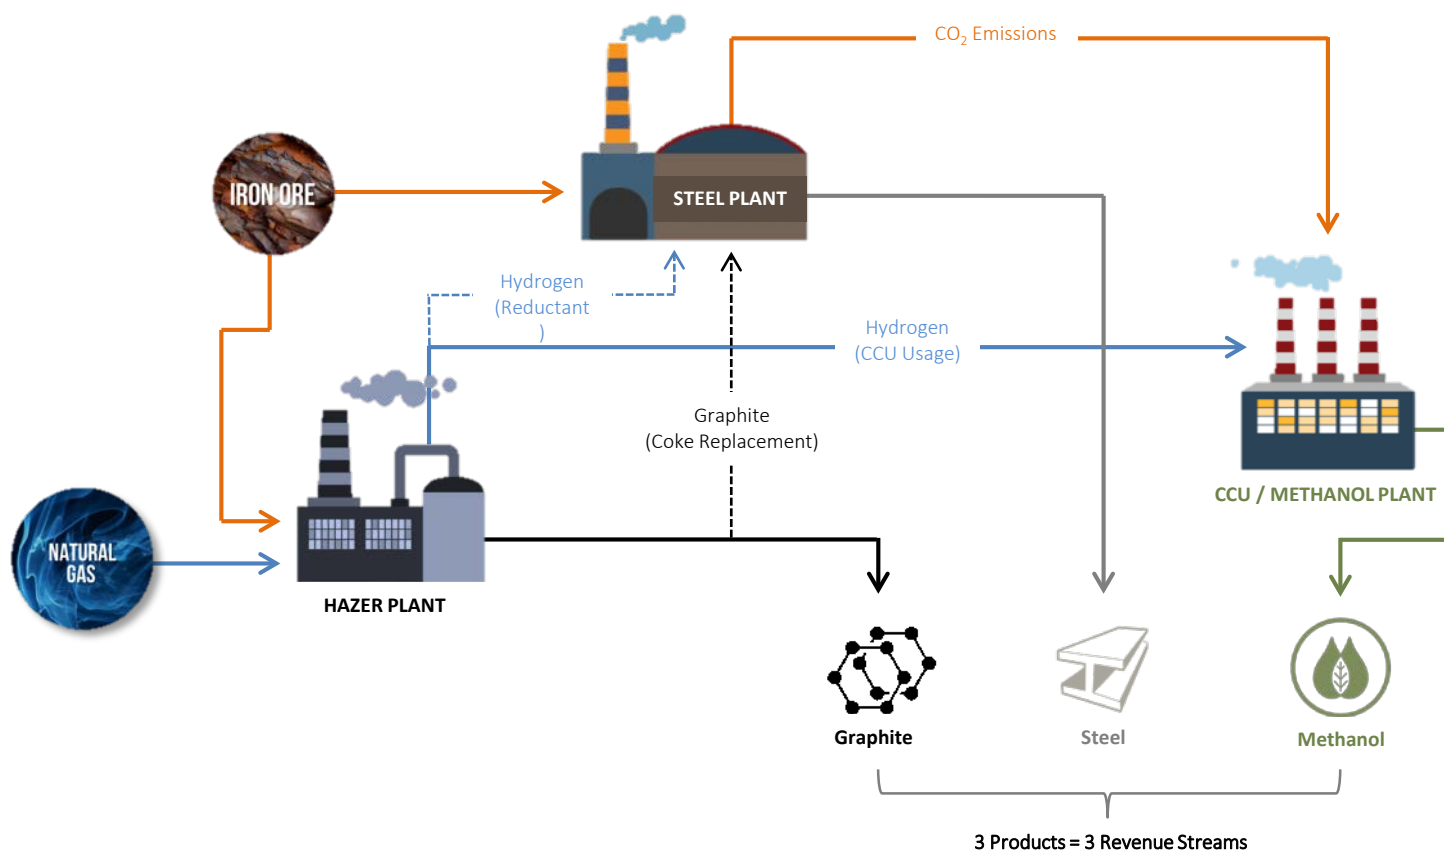 CO₂ Emissions
IRON ORE
STEEL PLANT
Hydrogen
(Reductant
)
Hydrogen
(CCU Usage)
Graphite
(Coke Replacement)
CCU / METHANOL PLANT
NATURAL
GAS
HAZER PLANT
Graphite
Steel
Methanol
3 Products = 3 Revenue Streams